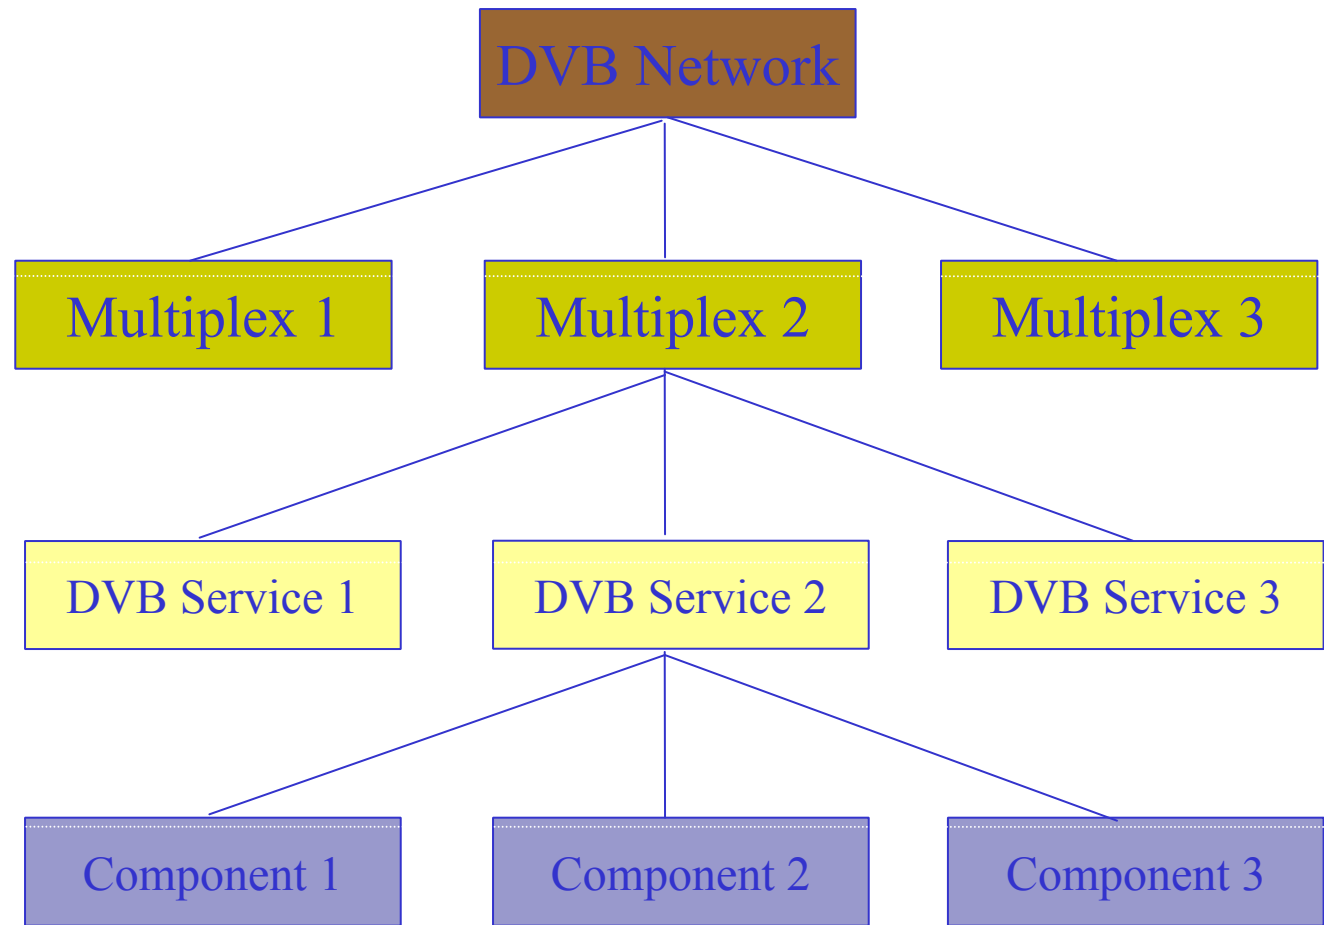 DVB Network
Multiplex 1
Multiplex 2
Multiplex 3
DVB Service 1
DVB Service 2
DVB Service 3
Component 1
Component 2
Component 3